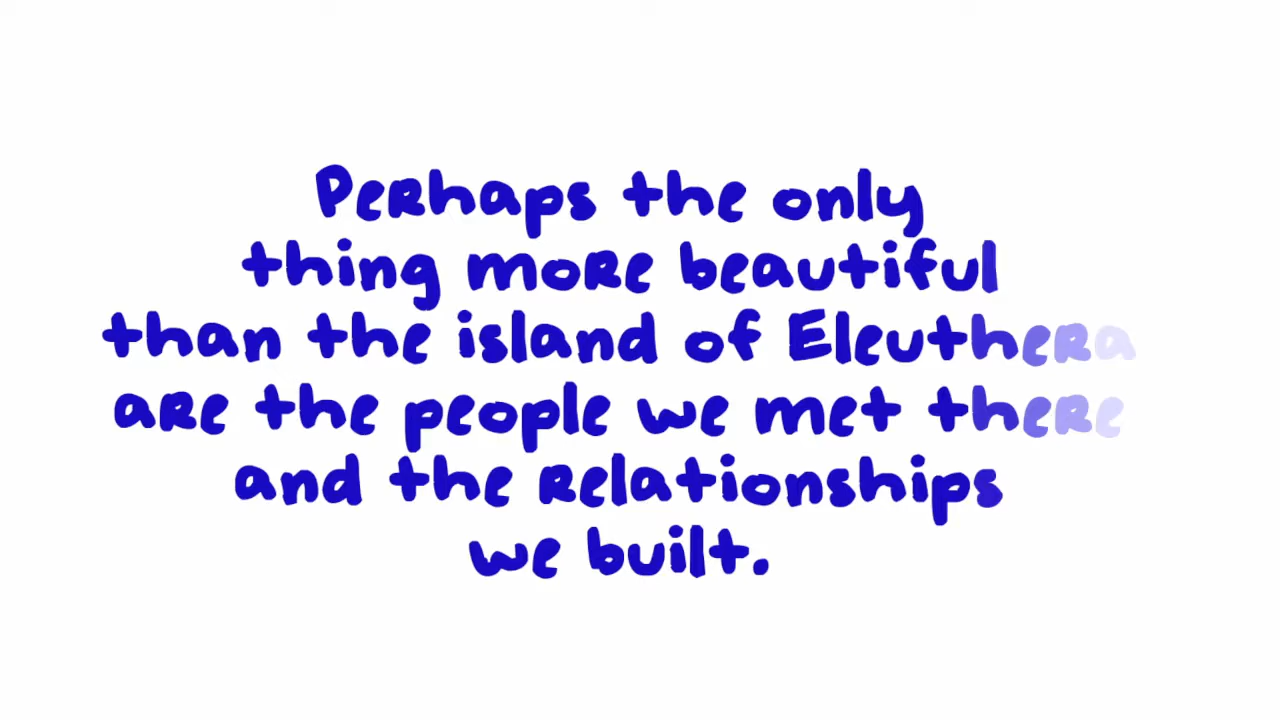 Perhaps the only
thing more beautiful
than the island of Eleuthera
are the people we met there
and the relationships
we built.